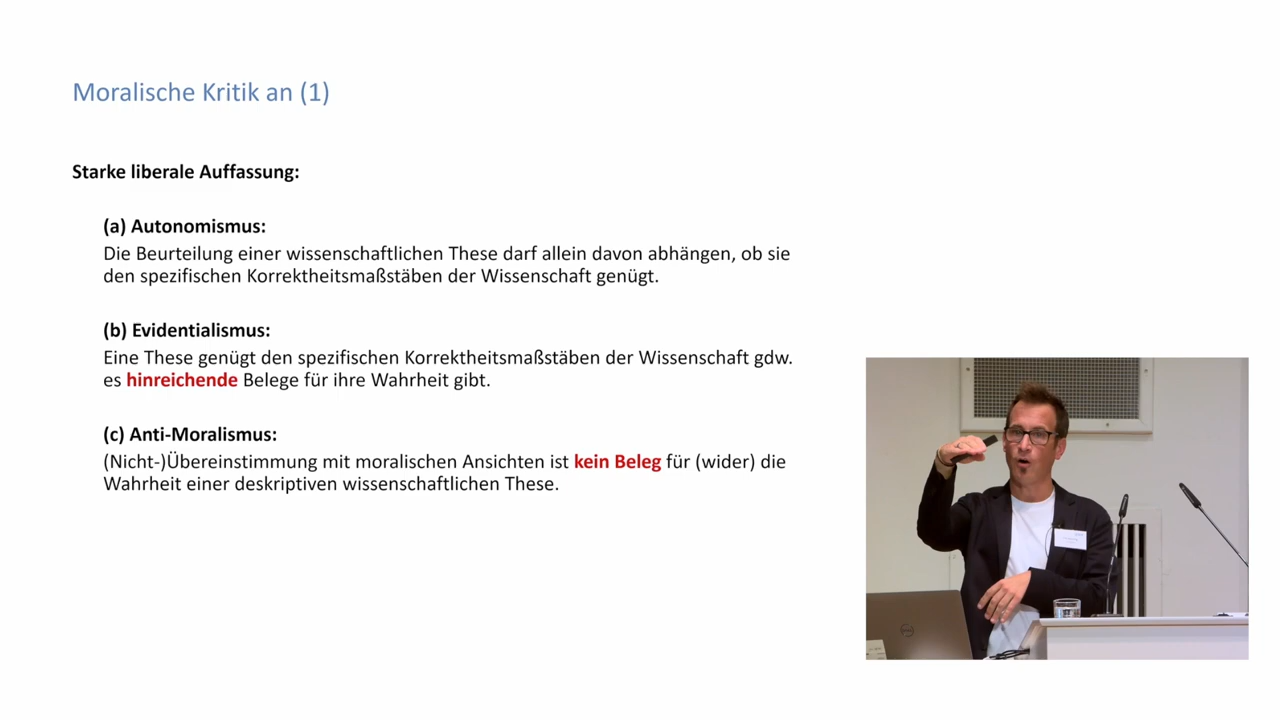 Moralische Kritik an (1)
Starke liberale Auffassung:
(a) Autonomismus:
Die Beurteilung einer wissenschaftlichen These darf allein davon abhängen, ob sie
den spezifischen Korrektheitsmaßstäben der Wissenschaft genügt.
(b) Evidentialismus:
Eine These genügt den spezifischen Korrektheitsmaßstäben der Wissenschaft gdw.
es hinreichende Belege für ihre Wahrheit gibt.
(c) Anti-Moralismus:
(Nicht-)Übereinstimmung mit moralischen Ansichten ist kein Beleg für (wider) die
Wahrheit einer deskriptiven wissenschaftlichen These.